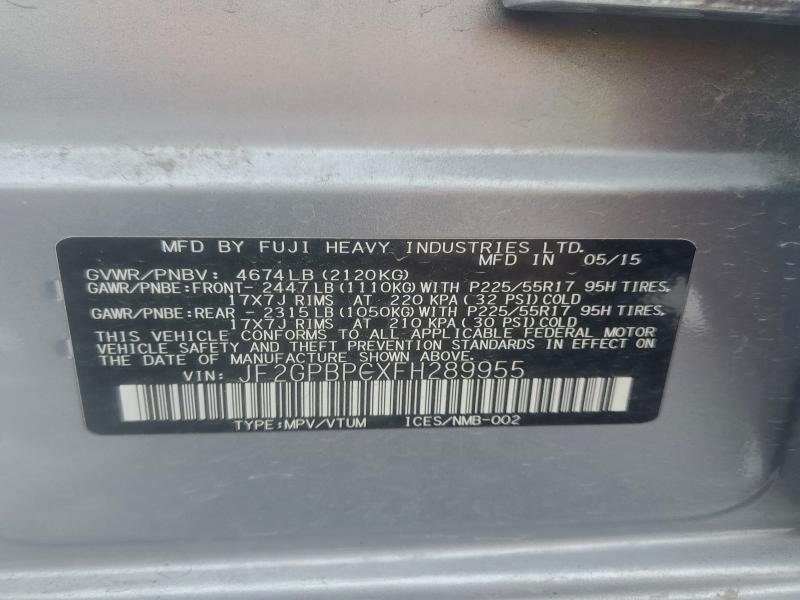 MFD BY FUJI HEAVY INDUSTRIES LTD.
MFD IN 05/15
GVWR/PNBV: 4674LB(2120KG)
GAWR/PNBE:FRONT- 2447LB(1110KG)WITH P225/55R17 95H TIRES.
17X7J RIMS AT 220 KPA(32 PSI)COLD
GAWR/PNBE:REAR - 2315LB(1050KG)WITH P225/55R17 95H TIRES.
17X7J RIMS AT 210 KPA(30 PSI)COLD
THIS VEHICLE CONFORMS TO ALL APPLICABLE FEDERAL MOTOR
VEHICLE SAFETY AND THEFT PREVENTION STANDARDS IN EFFECT ON
THE DATE OF MANUFACTURE SHOWN ABOVE.
VIN: JF2GPBPCXFH289955
TYPE:MPV/VTUM ICES/NMB-002